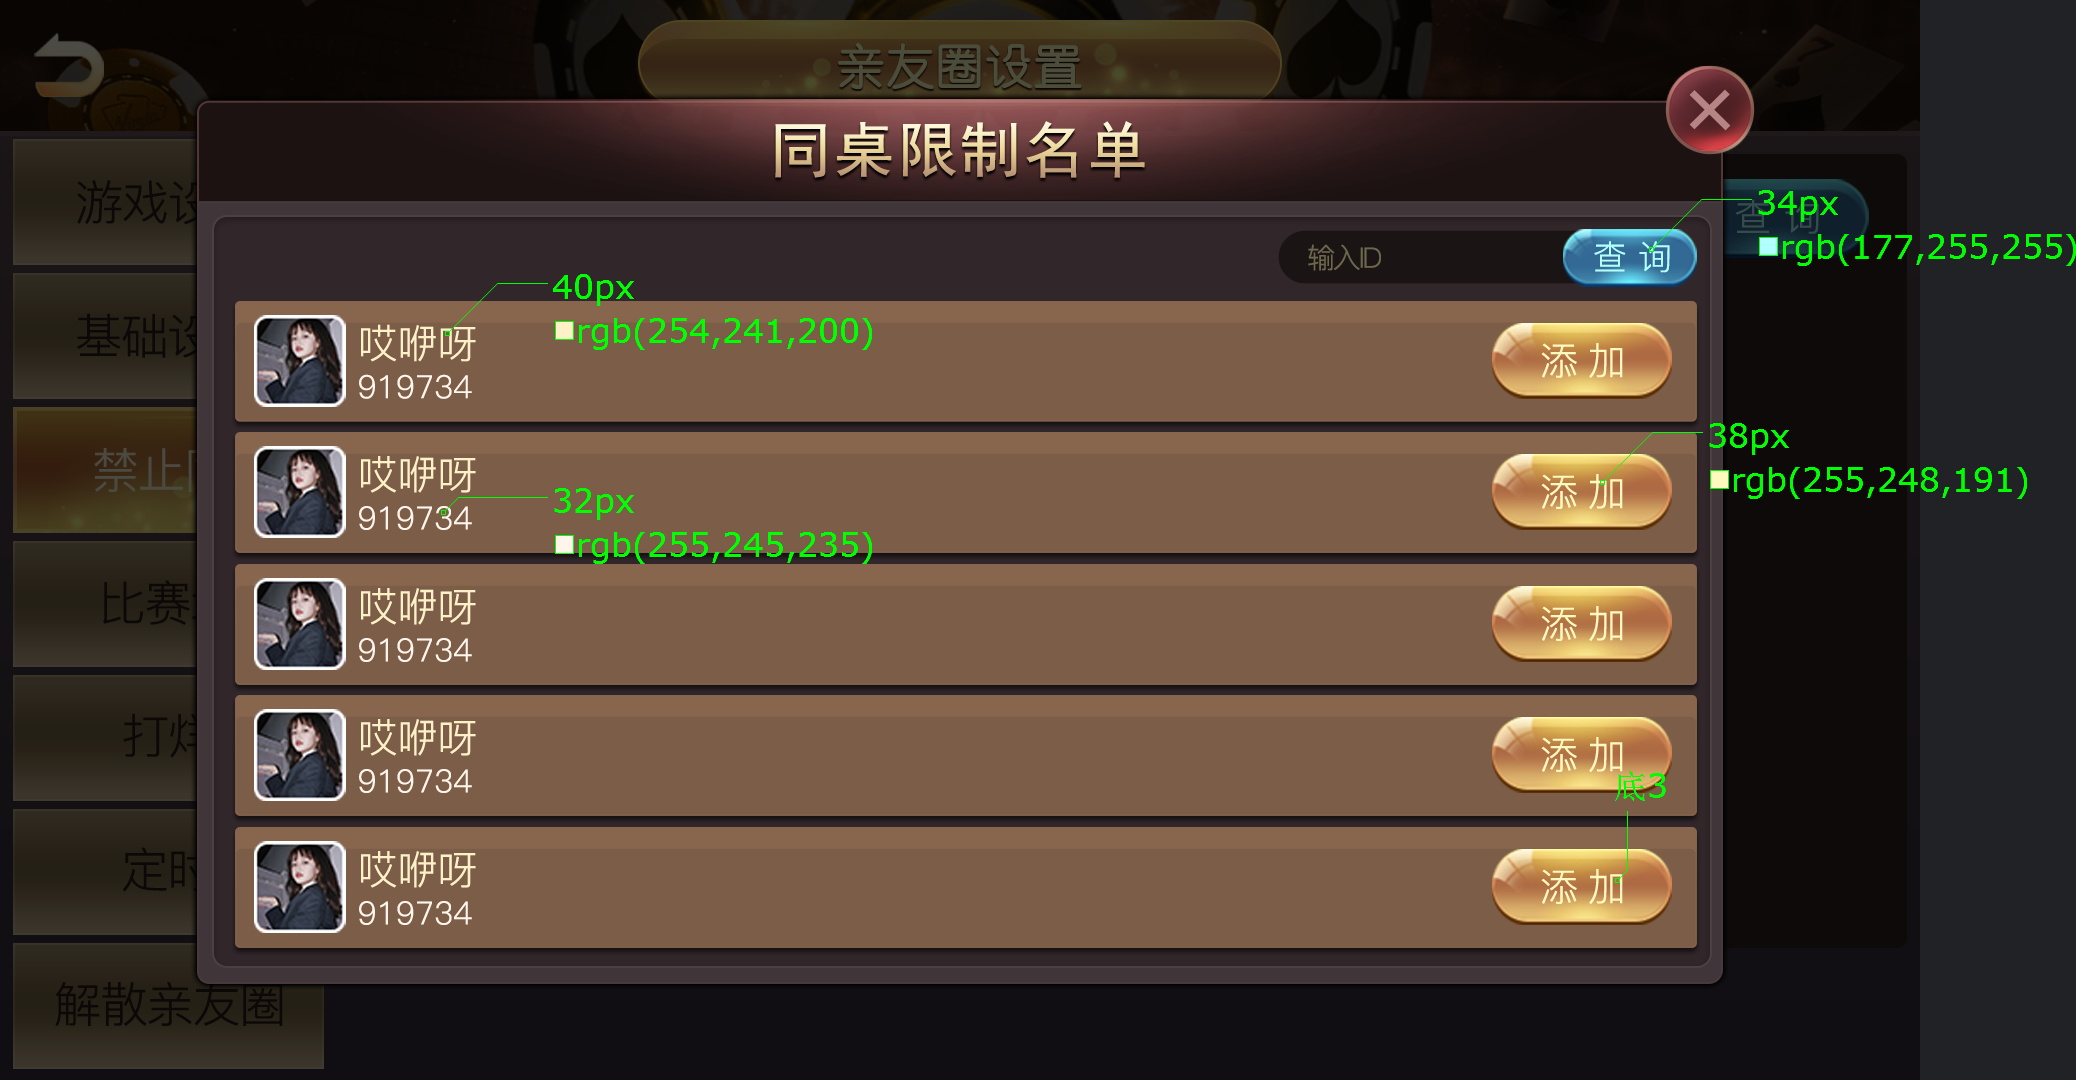 亲友圈设置
同桌限制名单
游戏设
查询
34px
rgb(177,255,255)
输入ID
查 询
40px
rgb(254,241,200)
基础设
哎咿呀
919734
添 加
38px
rgb(255,248,191)
禁止
哎咿呀
919734
添 加
32px
rgb(255,245,235)
比赛
哎咿呀
919734
添 加
打烊
哎咿呀
919734
添 加
底3
定时
哎咿呀
919734
添 加
解散亲友圈